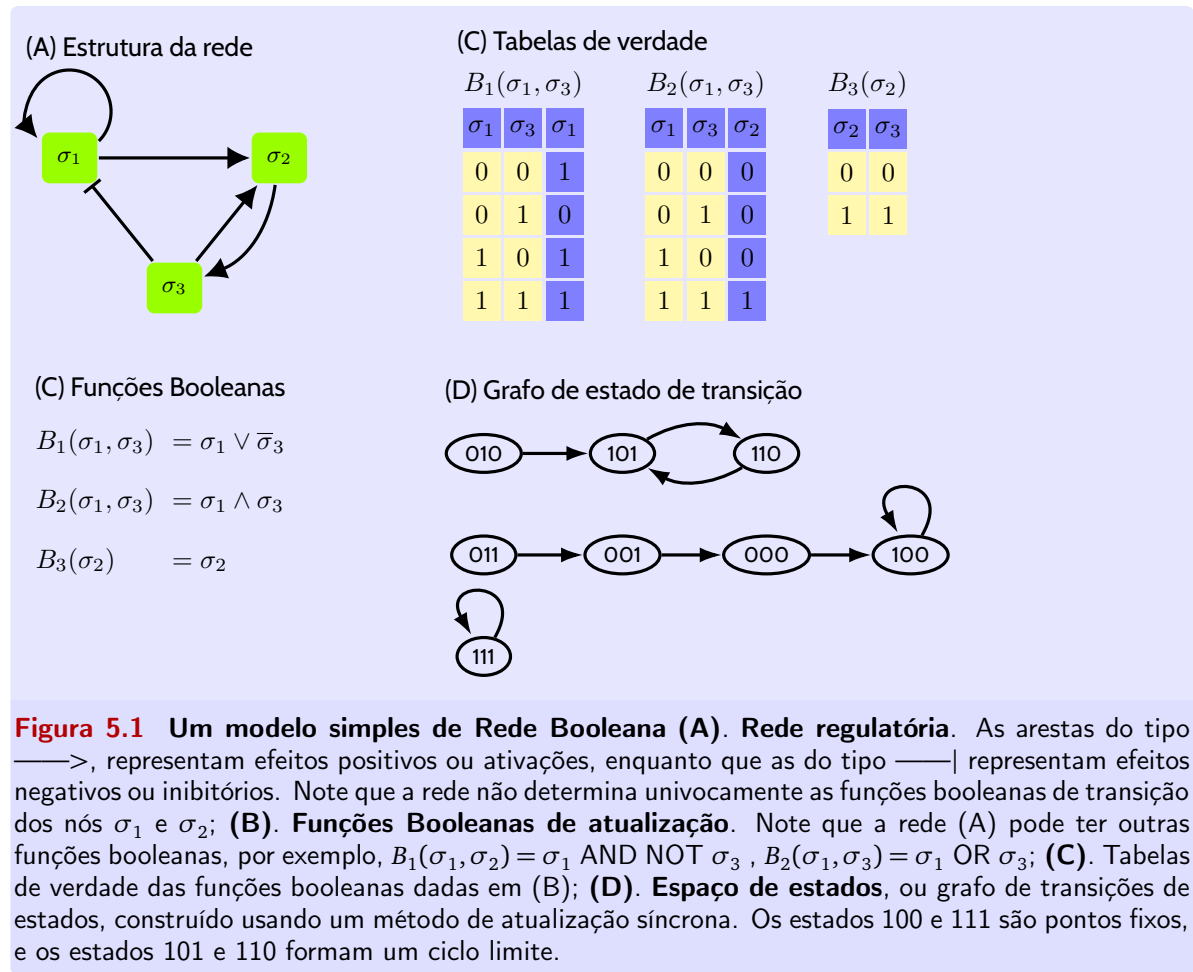 (A) Estrutura da rede
σ1
σ2
σ3
(C) Tabelas de verdade
B1(σ1, σ3)
σ1 σ3 σ1
0 0 1
0 1 0
1 0 1
1 1 1
B2(σ1, σ3)
σ1 σ3 σ2
0 0 0
0 1 0
1 0 0
1 1 1
B3(σ2)
σ2 σ3
0 0
1 1
(C) Funções Booleanas
B1(σ1, σ3) = σ1 ∨ σ̅3
B2(σ1, σ3) = σ1 ∧ σ3
B3(σ2) = σ2
(D) Grafo de estado de transição
010 101 110
011 001 000 100
111
Figura 5.1 Um modelo simples de Rede Booleana (A). Rede regulatória. As arestas do tipo
——>, representam efeitos positivos ou ativações, enquanto que as do tipo ——| representam efeitos
negativos ou inibitórios. Note que a rede não determina univocamente as funções booleanas de transição
dos nós σ1 e σ2; (B). Funções Booleanas de atualização. Note que a rede (A) pode ter outras
funções booleanas, por exemplo, B1(σ1, σ2) = σ1 AND NOT σ3 , B2(σ1, σ3) = σ1 OR σ3; (C). Tabelas
de verdade das funções booleanas dadas em (B); (D). Espaço de estados, ou grafo de transições de
estados, construído usando um método de atualização síncrona. Os estados 100 e 111 são pontos fixos,
e os estados 101 e 110 formam um ciclo limite.